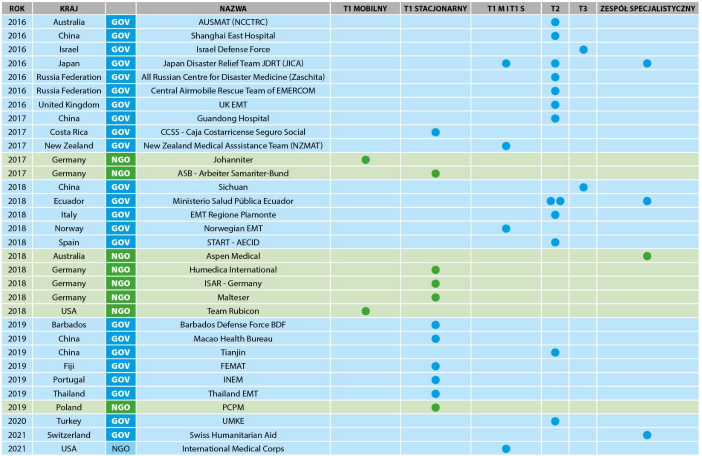 ROK KRAJ NAZWA T1 MOBILNY T1 STACJONARNY T1 M I T1 S T2 T3 ZESPÓŁ SPECJALISTYCZNY
2016 Australia GOV AUSMAT (NCCTRC)
2016 China GOV Shanghai East Hospital
2016 Israel GOV Israel Defense Force
2016 Japan GOV Japan Disaster Relief Team JDRT (JICA)
2016 Russia Federation GOV All Russian Centre for Disaster Medicine (Zaschita)
2016 Russia Federation GOV Central Airmobile Rescue Team of EMERCOM
2016 United Kingdom GOV UK EMT
2017 China GOV Guandong Hospital
2017 Costa Rica GOV CCSS - Caja Costarricense Seguro Social
2017 New Zealand GOV New Zealand Medical Asssistance Team (NZMAT)
2017 Germany NGO Johanniter
2017 Germany NGO ASB - Arbeiter Samariter-Bund
2018 China GOV Sichuan
2018 Ecuador GOV Ministerio Salud Pública Ecuador
2018 Italy GOV EMT Regione Piamonte
2018 Norway GOV Norwegian EMT
2018 Spain GOV START - AECID
2018 Australia NGO Aspen Medical
2018 Germany NGO Humedica International
2018 Germany NGO ISAR - Germany
2018 Germany NGO Malteser
2018 USA NGO Team Rubicon
2019 Barbados GOV Barbados Defense Force BDF
2019 China GOV Macao Health Bureau
2019 China GOV Tianjin
2019 Fiji GOV FEMAT
2019 Portugal GOV INEM
2019 Thailand GOV Thailand EMT
2019 Poland NGO PCPM
2020 Turkey GOV UMKE
2021 Switzerland GOV Swiss Humanitarian Aid
2021 USA NGO International Medical Corps